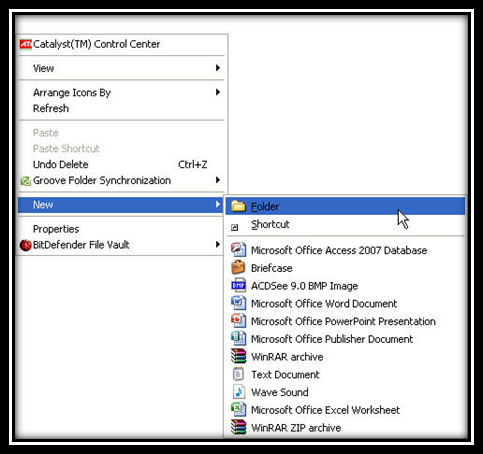 ATI Catalyst(TM) Control Center
View
Arrange Icons By
Refresh
Paste
Paste Shortcut
Undo Delete Ctrl+Z
Groove Folder Synchronization
New
Properties
BitDefender File Vault
Folder
Shortcut
Microsoft Office Access 2007 Database
Briefcase
BMP ACDSee 9.0 BMP Image
Microsoft Office Word Document
Microsoft Office PowerPoint Presentation
Microsoft Office Publisher Document
WinRAR archive
Text Document
Wave Sound
Microsoft Office Excel Worksheet
WinRAR ZIP archive